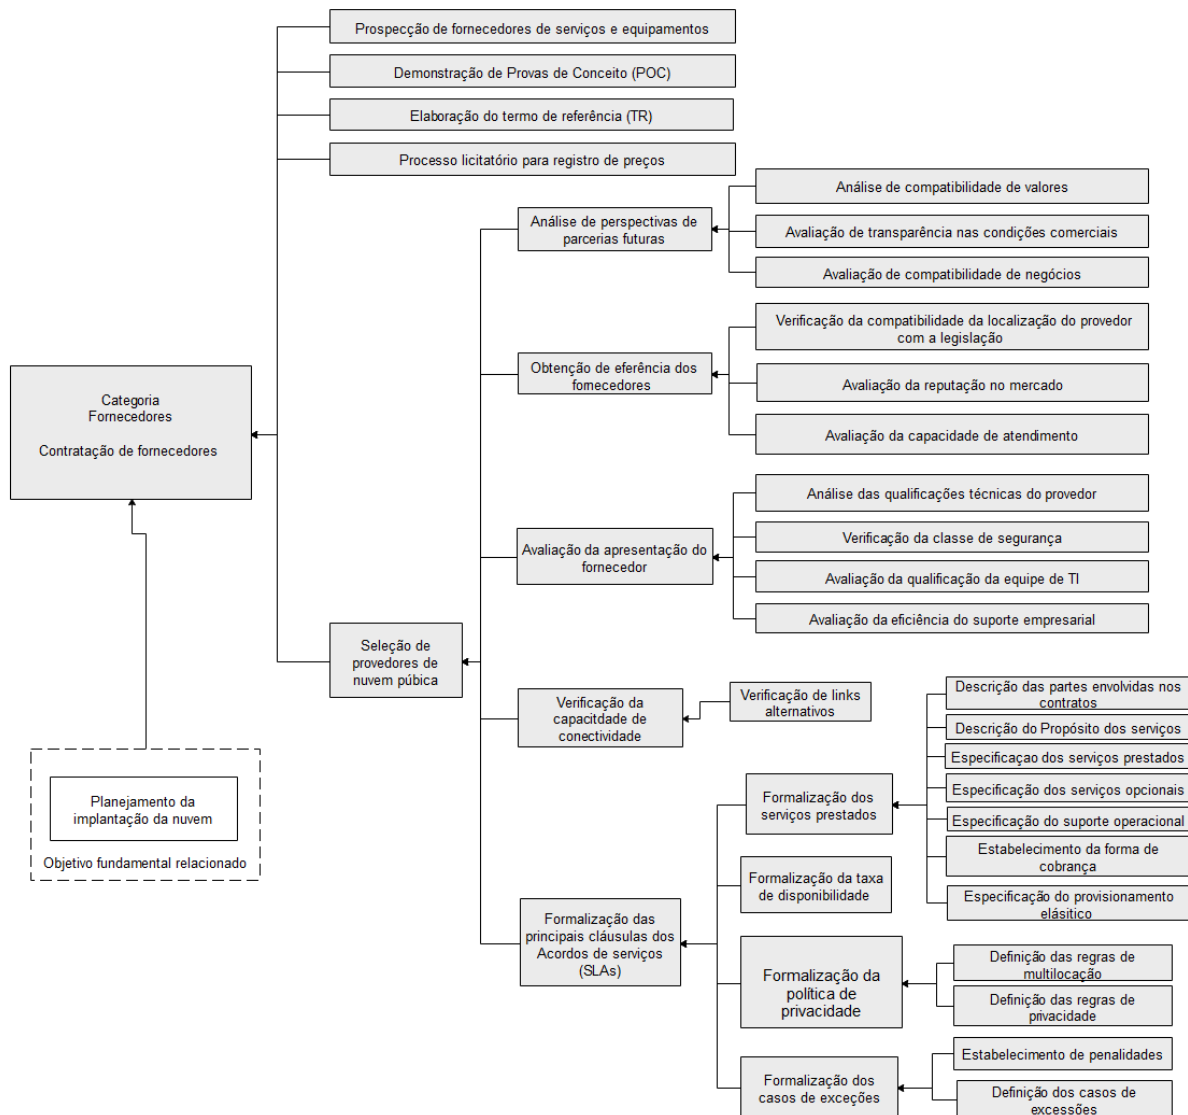 Prospecção de fornecedores de serviços e equipamentos
Demonstração de Provas de Conceito (POC)
Elaboração do termo de referência (TR)
Processo licitatório para registro de preços
Análise de compatibilidade de valores
Análise de perspectivas de
parcerias futuras
Avaliação de transparência nas condições comerciais
Avaliação de compatibilidade de negócios
Verificação da compatibilidade da localização do provedor
com a legislação
Obtenção de eferência dos
fornecedores
Avaliação da reputação no mercado
Avaliação da capacidade de atendimento
Categoria
Fornecedores
Contratação de fornecedores
Análise das qualificações técnicas do provedor
Verificação da classe de segurança
Avaliação da apresentação do
fornecedor
Avaliação da qualificação da equipe de TI
Avaliação da eficiência do suporte empresarial
Seleção de
provedores de
nuvem púbica
Verificação da
capacitdade de
conectividade
Verificação de links
alternativos
Descrição das partes envolvidas nos
contratos
Descrição do Propósito dos serviços
Especificaçao dos serviços prestados
Especificação dos serviços opcionais
Especificação do suporte operacional
Estabelecimento da forma de
cobrança
Especificação do provisionamento
elásitico
Formalização dos
serviços prestados
Planejamento da
implantação da nuvem
Objetivo fundamental relacionado
Formalização da taxa
de disponibilidade
Formalização das
principais cláusulas dos
Acordos de serviços
(SLAs)
Formalização da
política de
privacidade
Definição das regras de
multilocação
Definição das regras de
privacidade
Formalização dos
casos de exceções
Estabelecimento de penalidades
Definição dos casos de
excessões